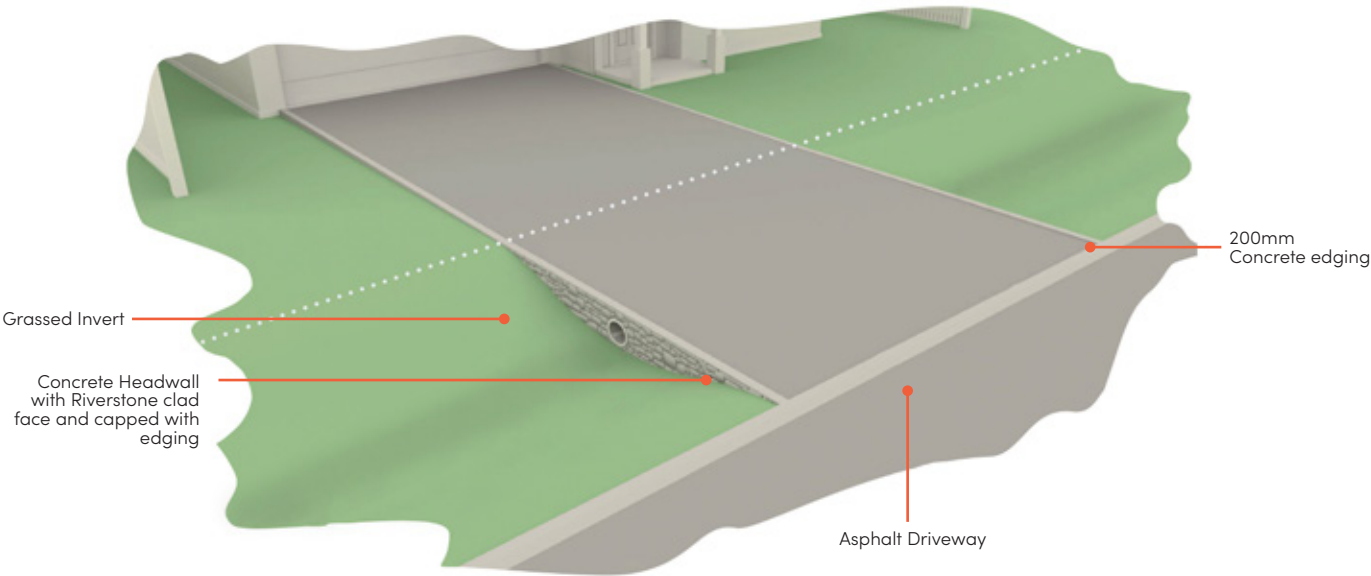 200mm
Concrete edging
Grassed Invert
Concrete Headwall
with Riverstone clad
face and capped with
edging
Asphalt Driveway